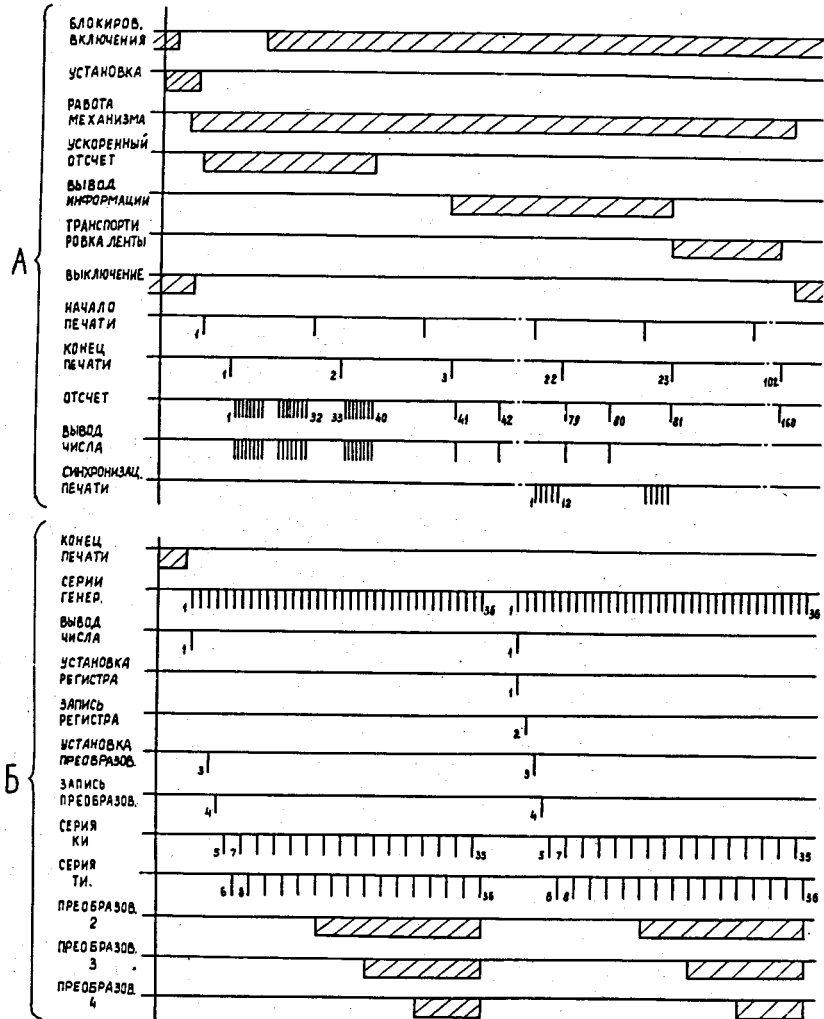 А
БЛОКИРОВ.
ВКЛЮЧЕНИЯ
УСТАНОВКА
РАБОТА
МЕХАНИЗМА
УСКОРЕННЫЙ
ОТСЧЕТ
ВЫВОД
ИНФОРМАЦИИ
ТРАНСПОРТИ
РОВКА ЛЕНТЫ
ВЫКЛЮЧЕНИЕ
НАЧАЛО
ПЕЧАТИ
1
КОНЕЦ
ПЕЧАТИ
1 2 3 22 23 102
ОТСЧЕТ
1 32 33 40 41 42 79 80 81 160
ВЫВОД
ЧИСЛА
СИНХРОНИЗАЦ.
ПЕЧАТИ
1 12
Б
КОНЕЦ
ПЕЧАТИ
СЕРИИ
ГЕНЕР.
1 36 1 36
ВЫВОД
ЧИСЛА
1 1
УСТАНОВКА
РЕГИСТРА
1
ЗАПИСЬ
РЕГИСТРА
2
УСТАНОВКА
ПРЕОБРАЗОВ.
3 3
ЗАПИСЬ
ПРЕОБРАЗОВ.
4 4
СЕРИЯ
КИ
5 7 35 5 7 35
СЕРИЯ
ТИ.
6 8 36 6 8 36
ПРЕОБРАЗОВ.
2
ПРЕОБРАЗОВ.
3
ПРЕОБРАЗОВ.
4